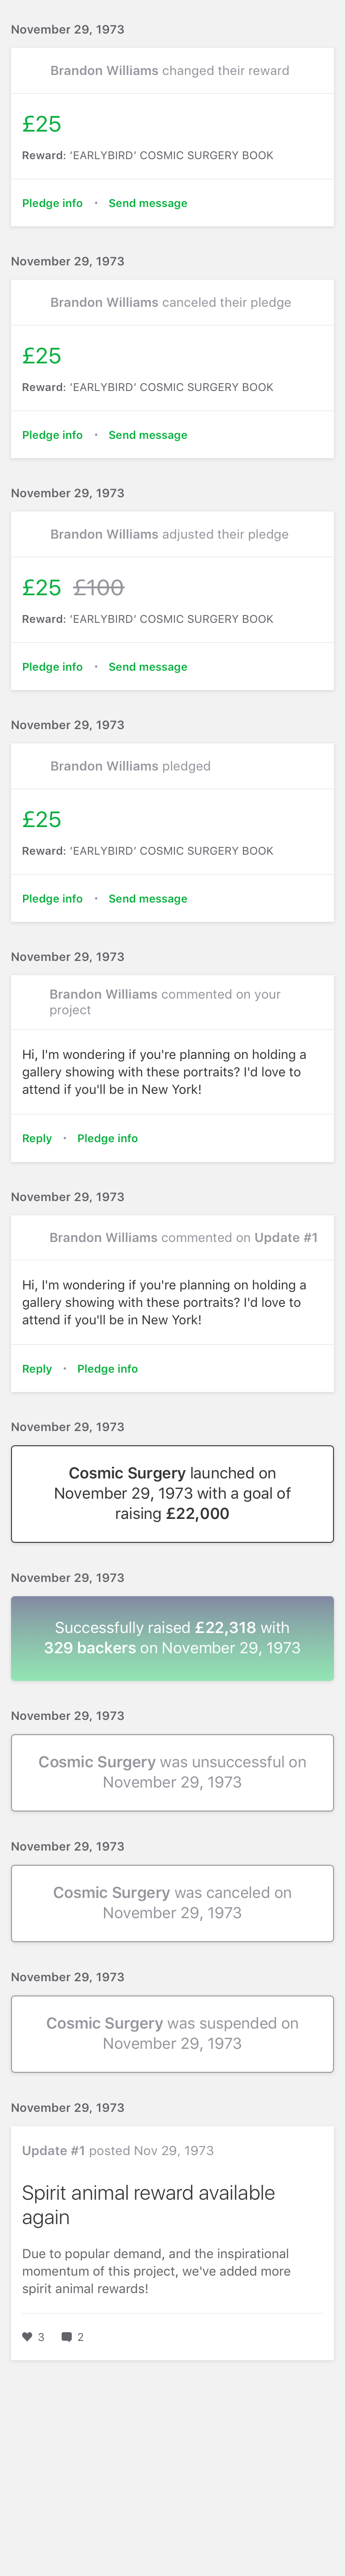 November 29, 1973
Brandon Williams changed their reward
£25
Reward: ‘EARLYBIRD’ COSMIC SURGERY BOOK
Pledge info • Send message
November 29, 1973
Brandon Williams canceled their pledge
£25
Reward: ‘EARLYBIRD’ COSMIC SURGERY BOOK
Pledge info • Send message
November 29, 1973
Brandon Williams adjusted their pledge
£25 £100
Reward: ‘EARLYBIRD’ COSMIC SURGERY BOOK
Pledge info • Send message
November 29, 1973
Brandon Williams pledged
£25
Reward: ‘EARLYBIRD’ COSMIC SURGERY BOOK
Pledge info • Send message
November 29, 1973
Brandon Williams commented on your
project
Hi, I'm wondering if you're planning on holding a
gallery showing with these portraits? I'd love to
attend if you'll be in New York!
Reply • Pledge info
November 29, 1973
Brandon Williams commented on Update #1
Hi, I'm wondering if you're planning on holding a
gallery showing with these portraits? I'd love to
attend if you'll be in New York!
Reply • Pledge info
November 29, 1973
Cosmic Surgery launched on
November 29, 1973 with a goal of
raising £22,000
November 29, 1973
Successfully raised £22,318 with
329 backers on November 29, 1973
November 29, 1973
Cosmic Surgery was unsuccessful on
November 29, 1973
November 29, 1973
Cosmic Surgery was canceled on
November 29, 1973
November 29, 1973
Cosmic Surgery was suspended on
November 29, 1973
November 29, 1973
Update #1 posted Nov 29, 1973
Spirit animal reward available
again
Due to popular demand, and the inspirational
momentum of this project, we've added more
spirit animal rewards!
3 2